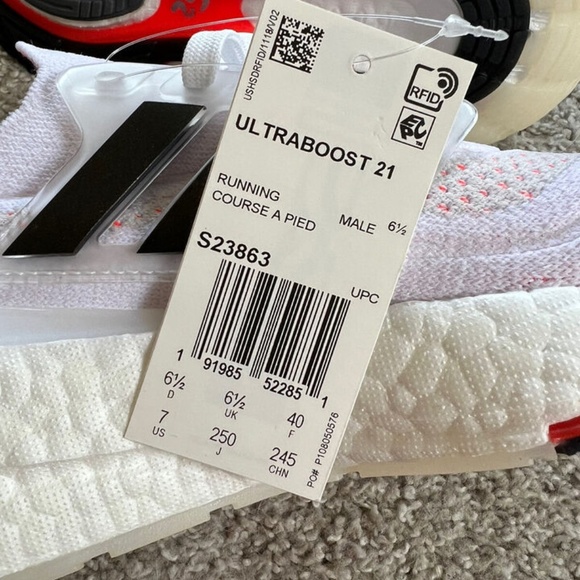 USHSDRFID/1118/V02
RFID
EPC
ULTRABOOST 21
RUNNING
COURSE A PIED
MALE 6½
S23863
UPC
1 91985 52285 1
6½ D
6½ UK
40 F
7 US
250 J
245 CHN
PO# P108050576